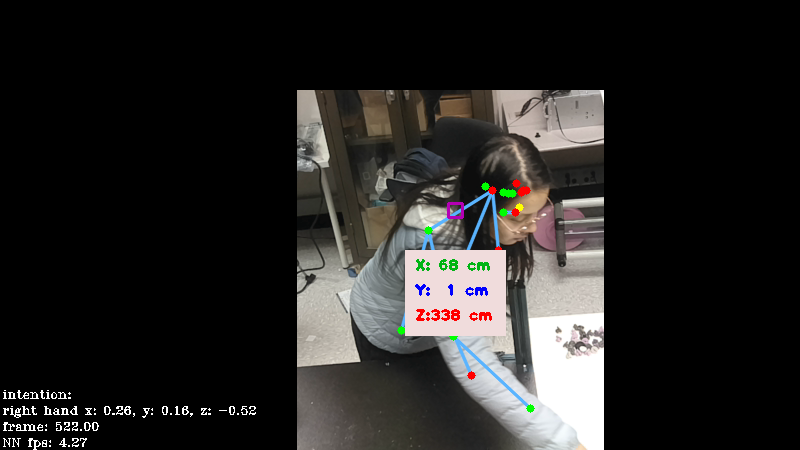 X: 68 cm
Y: 1 cm
Z:338 cm
intention:
right hand x: 0.26, y: 0.16, z: -0.52
frame: 522.00
NN fps: 4.27